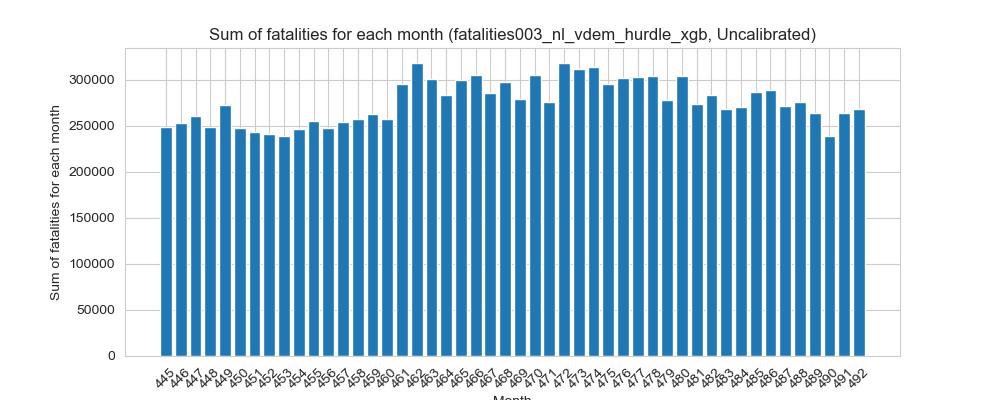 Sum of fatalities for each month (fatalities003_nl_vdem_hurdle_xgb, Uncalibrated)
Sum of fatalities for each month
300000
250000
200000
150000
100000
50000
0
445 446 447 448 449 450 451 452 453 454 455 456 457 458 459 460 461 462 463 464 465 466 467 468 469 470 471 472 473 474 475 476 477 478 479 480 481 482 483 484 485 486 487 488 489 490 491 492
Month